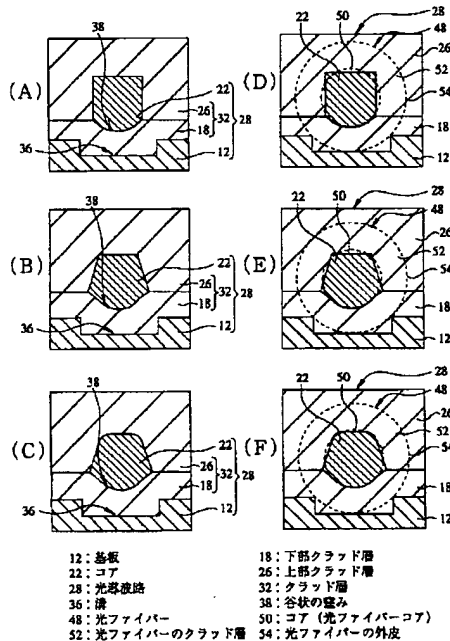 38
(A)
22
26
32
28
18
36
12
50
28
22
48
(D)
26
52
54
18
12
38
(B)
22
26
32
28
18
36
12
50
28
22
48
(E)
26
52
54
18
12
38
(C)
22
26
32
28
18
36
12
50
28
22
48
(F)
26
52
54
18
12
12：基板
18：下部クラッド層
22：コア
26：上部クラッド層
28：光導波路
32：クラッド層
36：溝
38：谷状の窪み
48：光ファイバー
50：コア（光ファイバーコア）
52：光ファイバーのクラッド層
54：光ファイバーの外皮